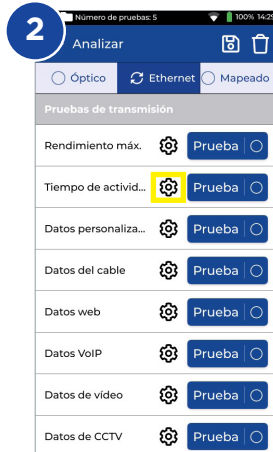 2
Número de pruebas: 5 100% 14:29
Analizar
Óptico Ethernet Mapeado
Pruebas de transmisión
Rendimiento máx. Prueba
Tiempo de activid... Prueba
Datos personaliza... Prueba
Datos del cable Prueba
Datos web Prueba
Datos VoIP Prueba
Datos de vídeo Prueba
Datos de CCTV Prueba